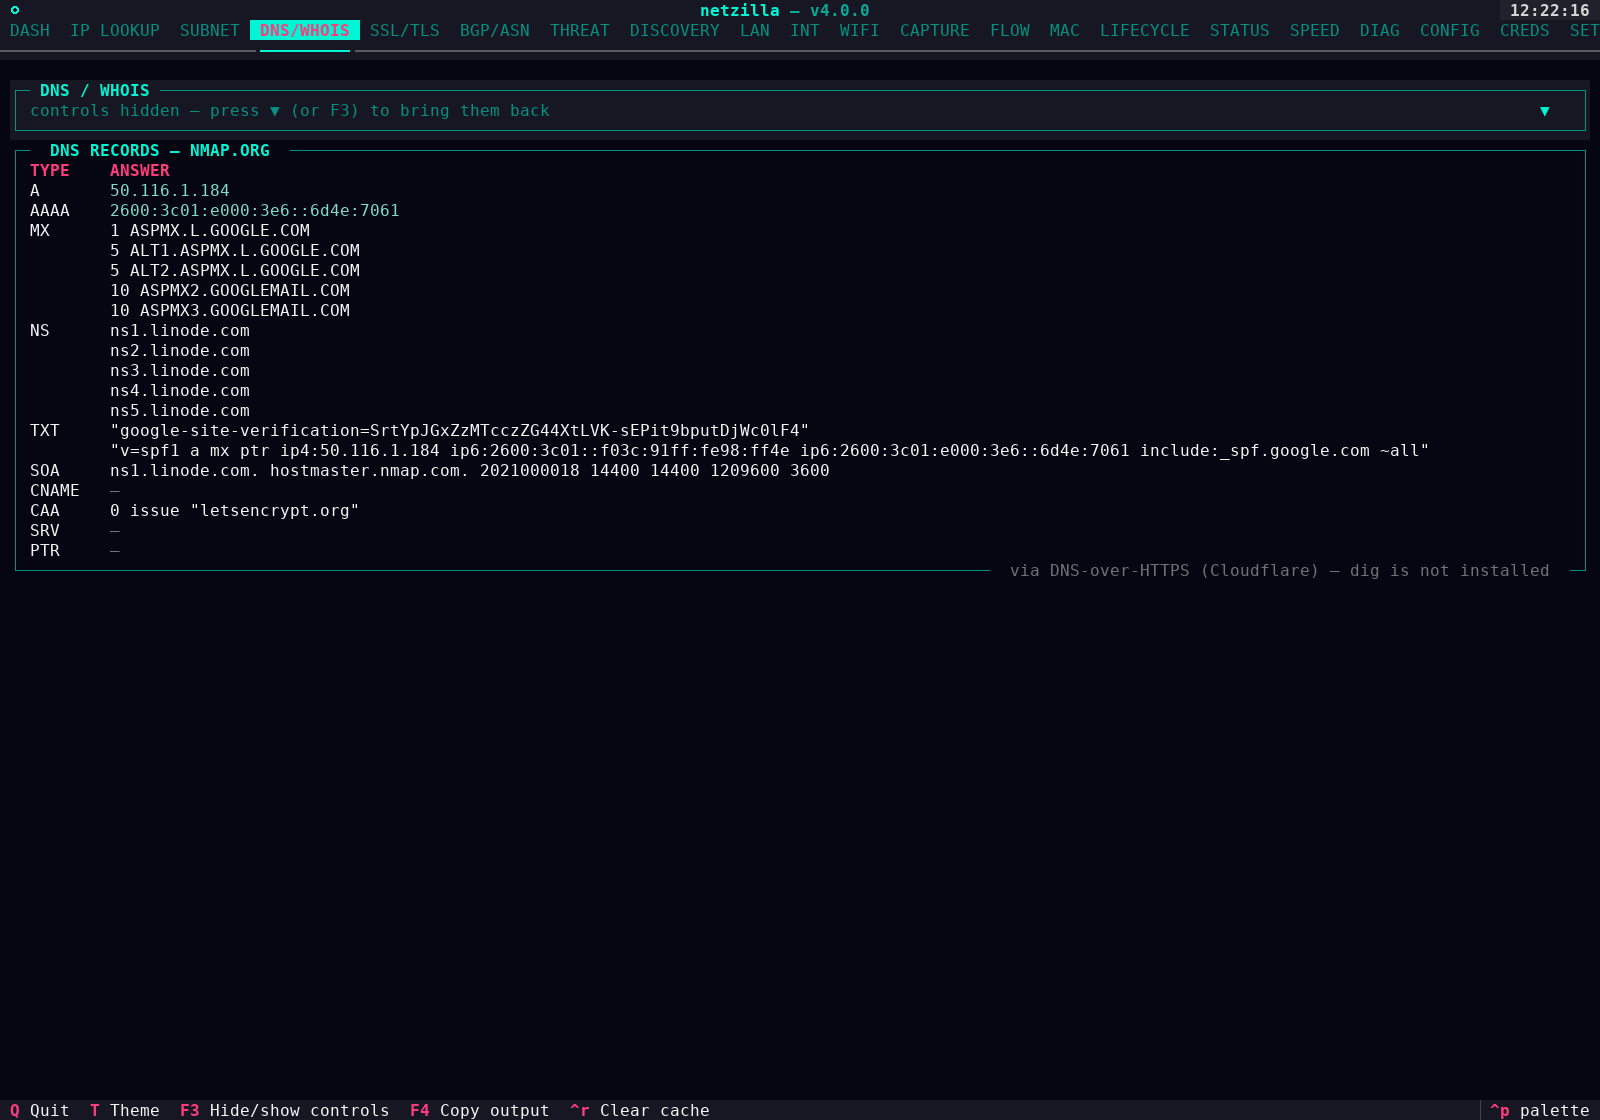 netzilla — v4.0.0 12:22:16
DASH IP LOOKUP SUBNET DNS/WHOIS SSL/TLS BGP/ASN THREAT DISCOVERY LAN INT WIFI CAPTURE FLOW MAC LIFECYCLE STATUS SPEED DIAG CONFIG CREDS SET
DNS / WHOIS
controls hidden — press ▼ (or F3) to bring them back ▼
DNS RECORDS — NMAP.ORG
TYPE ANSWER
A 50.116.1.184
AAAA 2600:3c01:e000:3e6::6d4e:7061
MX 1 ASPMX.L.GOOGLE.COM
5 ALT1.ASPMX.L.GOOGLE.COM
5 ALT2.ASPMX.L.GOOGLE.COM
10 ASPMX2.GOOGLEMAIL.COM
10 ASPMX3.GOOGLEMAIL.COM
NS ns1.linode.com
ns2.linode.com
ns3.linode.com
ns4.linode.com
ns5.linode.com
TXT "google-site-verification=SrtYpJGxZzMTcczZG44XtLVK-sEPit9bputDjWc0lF4"
"v=spf1 a mx ptr ip4:50.116.1.184 ip6:2600:3c01::f03c:91ff:fe98:ff4e ip6:2600:3c01:e000:3e6::6d4e:7061 include:_spf.google.com ~all"
SOA ns1.linode.com. hostmaster.nmap.com. 2021000018 14400 14400 1209600 3600
CNAME —
CAA 0 issue "letsencrypt.org"
SRV —
PTR —
via DNS-over-HTTPS (Cloudflare) — dig is not installed
Q Quit T Theme F3 Hide/show controls F4 Copy output ^r Clear cache ^p palette